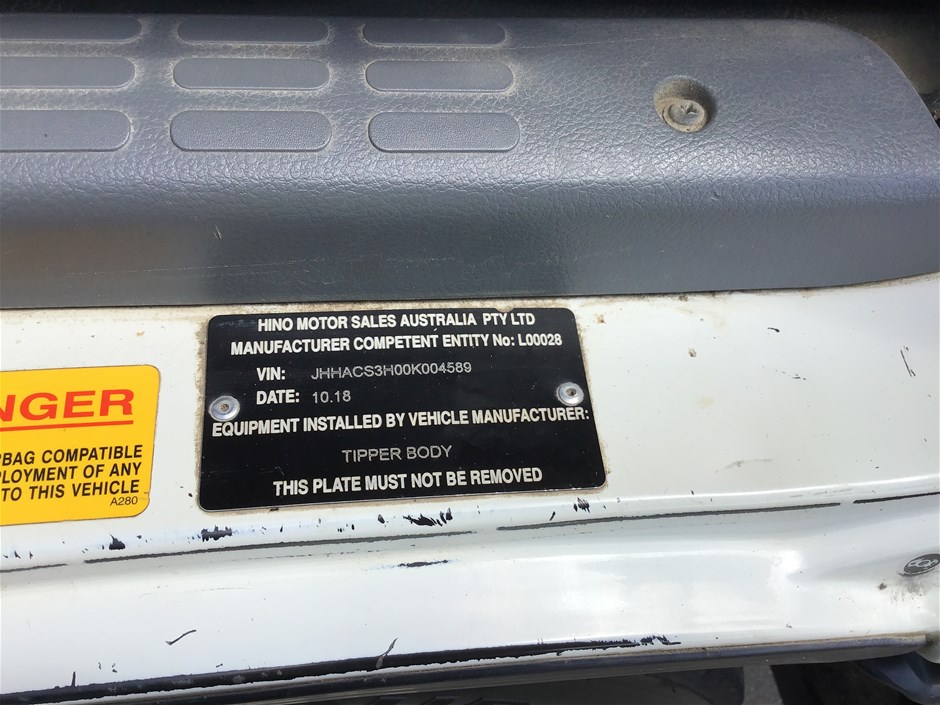 HINO MOTOR SALES AUSTRALIA PTY LTD
MANUFACTURER COMPETENT ENTITY No: L00028
VIN: JHHACS3H00K004589
DATE: 10.18
EQUIPMENT INSTALLED BY VEHICLE MANUFACTURER:
TIPPER BODY
THIS PLATE MUST NOT BE REMOVED
NGER
BAG COMPATIBLE
PLOYMENT OF ANY
TO THIS VEHICLE
A280